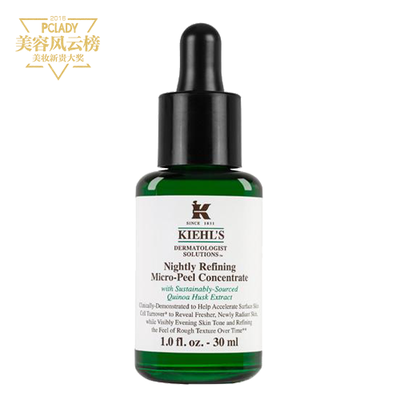 2018
PCLADY
美容风云榜
美妆新贵大奖
K
SINCE 1851
KIEHL'S
DERMATOLOGIST
SOLUTIONS™
Nightly Refining
Micro-Peel Concentrate
with Sustainably-Sourced
Quinoa Husk Extract
Clinically-Demonstrated to Help Accelerate Surface Skin
Cell Turnover* to Reveal Fresher, Newly Radiant Skin,
while Visibly Evening Skin Tone and Refining
the Feel of Rough Texture Over Time**
1.0 fl. oz. - 30 ml